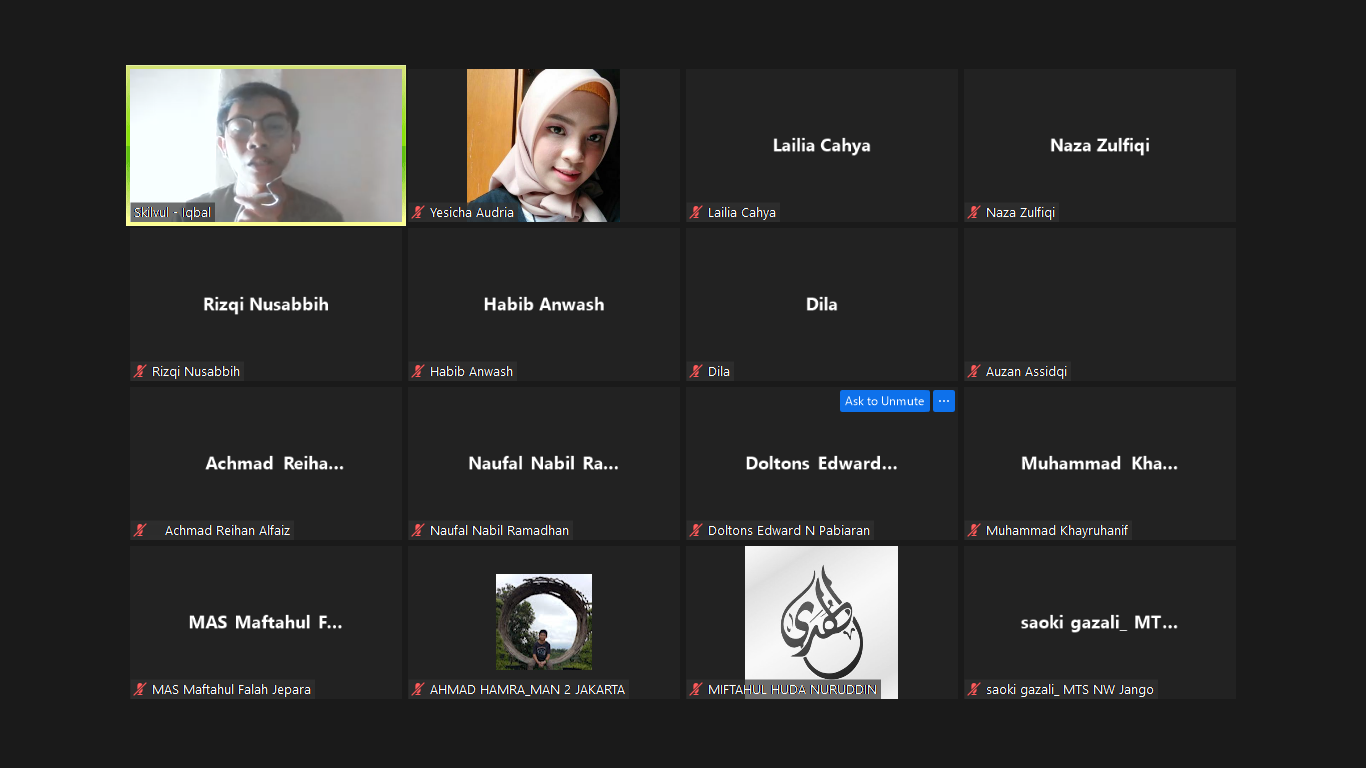 Skilvul - Iqbal
Yesicha Audria
Lailia Cahya
Lailia Cahya
Naza Zulfiqi
Naza Zulfiqi
Rizqi Nusabbih
Rizqi Nusabbih
Habib Anwash
Habib Anwash
Dila
Dila
Auzan Assidqi
Achmad Reiha...
Achmad Reihan Alfaiz
Naufal Nabil Ra...
Naufal Nabil Ramadhan
Ask to Unmute ...
Doltons Edward...
Doltons Edward N Pabiaran
Muhammad Kha...
Muhammad Khayruhanif
MAS Maftahul F...
MAS Maftahul Falah Jepara
AHMAD HAMRA_MAN 2 JAKARTA
MIFTAHUL HUDA NURUDDIN
saoki gazali_ MT...
saoki gazali_ MTS NW Jango